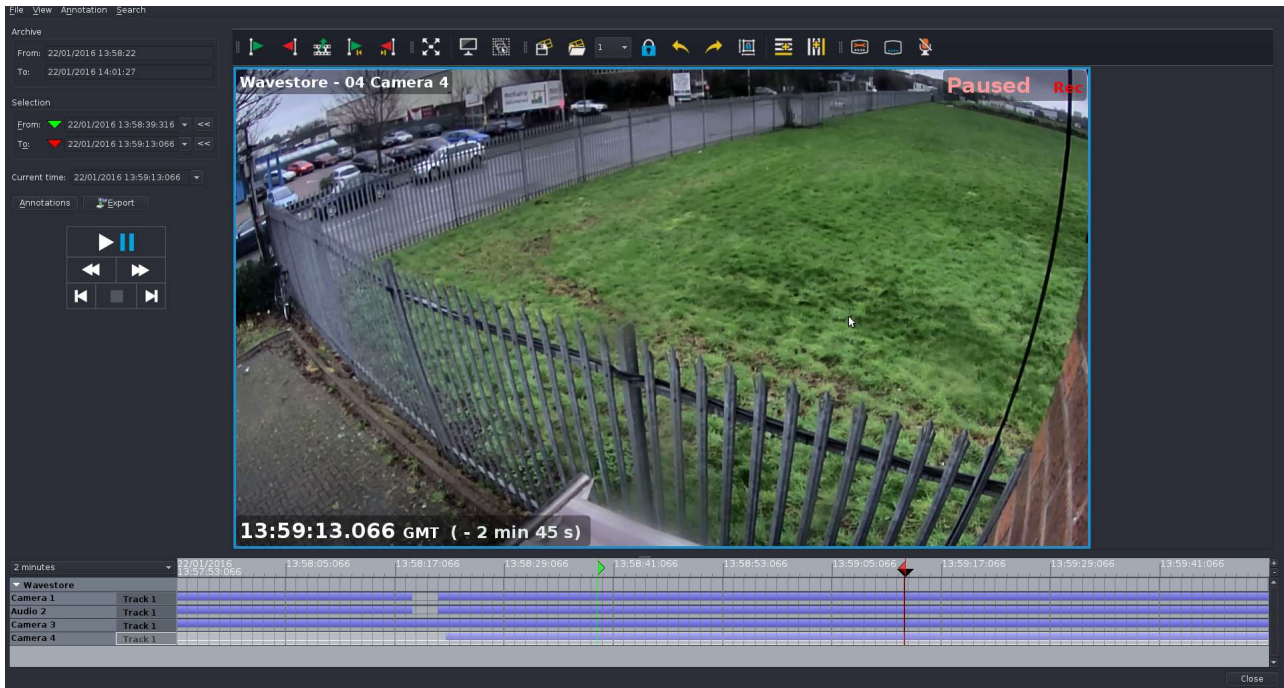 File View Annotation Search
Archive
From: 22/01/2016 13:58:22
To: 22/01/2016 14:01:27
Selection
From: 22/01/2016 13:58:39:316 <<
To: 22/01/2016 13:59:13:066 <<
Current time: 22/01/2016 13:59:13:066
Annotations Export
1
Wavestore - 04 Camera 4
Paused Rec
13:59:13.066 GMT ( - 2 min 45 s)
2 minutes
22/01/2016 13:58:05:066 13:58:17:066 13:58:29:066 13:58:41:066 13:58:53:066 13:59:05:066 13:59:17:066 13:59:29:066 13:59:41:066
13:57:53:066
Wavestore
Camera 1 Track 1
Audio 2 Track 1
Camera 3 Track 1
Camera 4 Track 1
Close